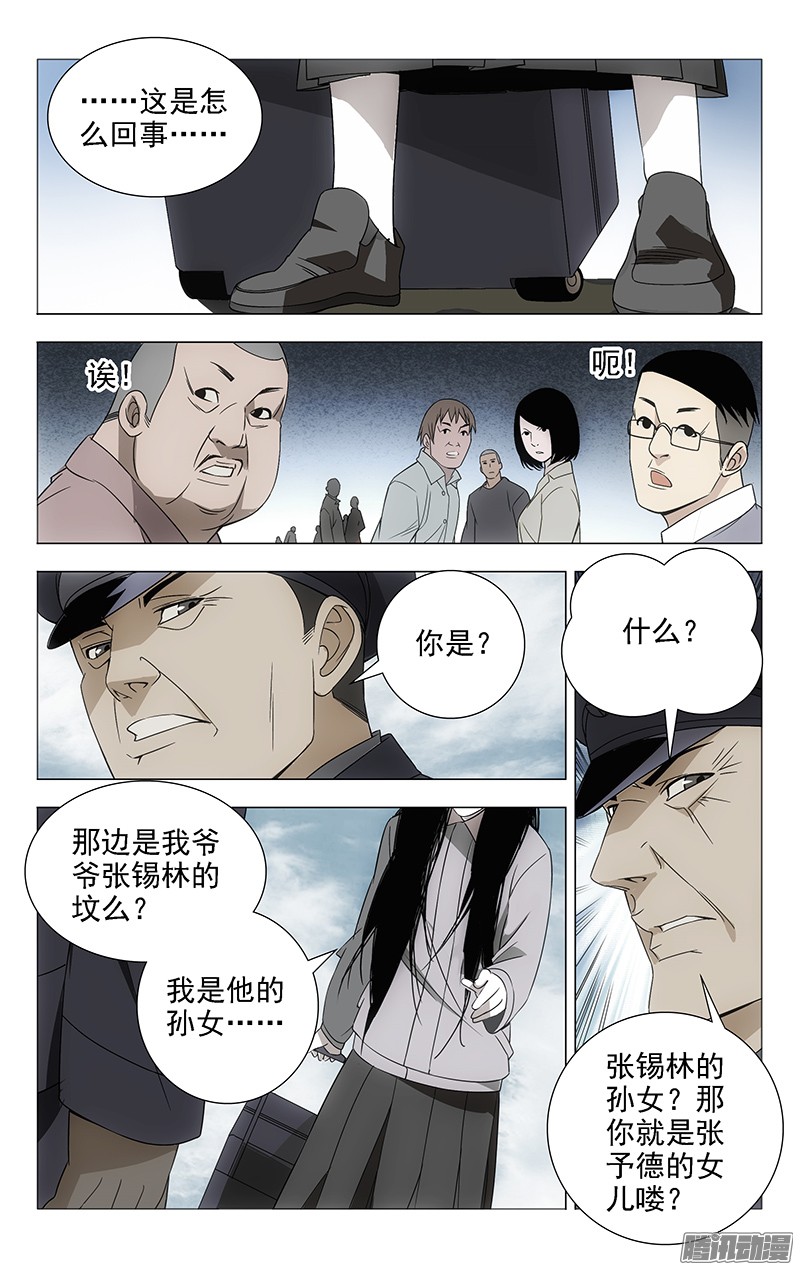 ……这是怎
么回事……
诶!
呃!
你是?
什么?
那边是我爷
爷张锡林的
坟么?
我是他的
孙女……
张锡林的
孙女?那
你就是张
予德的女
儿喽?
腾讯动漫